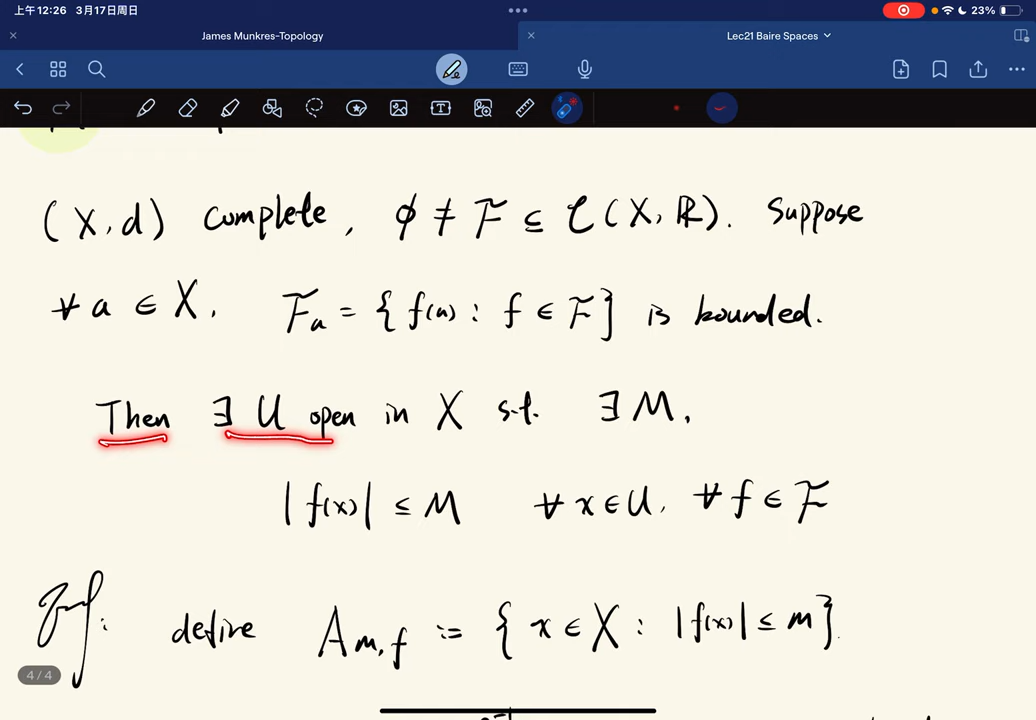 上午12:26 3月17日周日 23%
James Munkres-Topology
Lec21 Baire Spaces
(X, d) complete, ϕ ≠ F ⊆ C(X, ℝ). Suppose
∀ a ∈ X, F_a = {f(a) : f ∈ F} is bounded.
Then ∃ U open in X s.t. ∃ M,
|f(x)| ≤ M ∀ x ∈ U, ∀ f ∈ F
define A_{m,f} := {x ∈ X : |f(x)| ≤ m}.
4 / 4